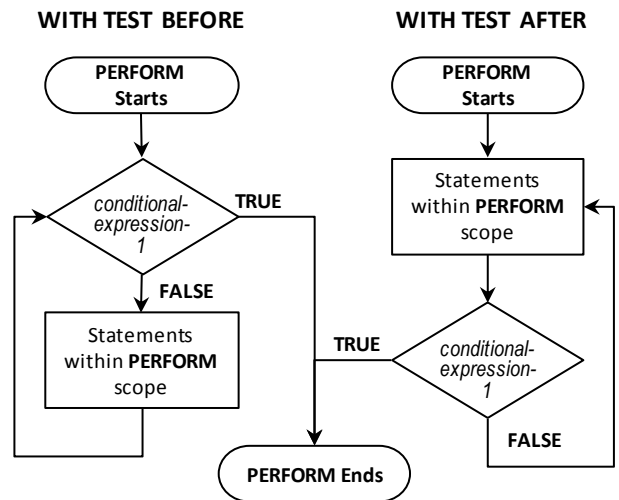 WITH TEST BEFORE
PERFORM
Starts
conditional-
expression-
1
TRUE
FALSE
Statements
within PERFORM
scope
WITH TEST AFTER
PERFORM
Starts
Statements
within PERFORM
scope
conditional-
expression-
1
TRUE
FALSE
PERFORM Ends